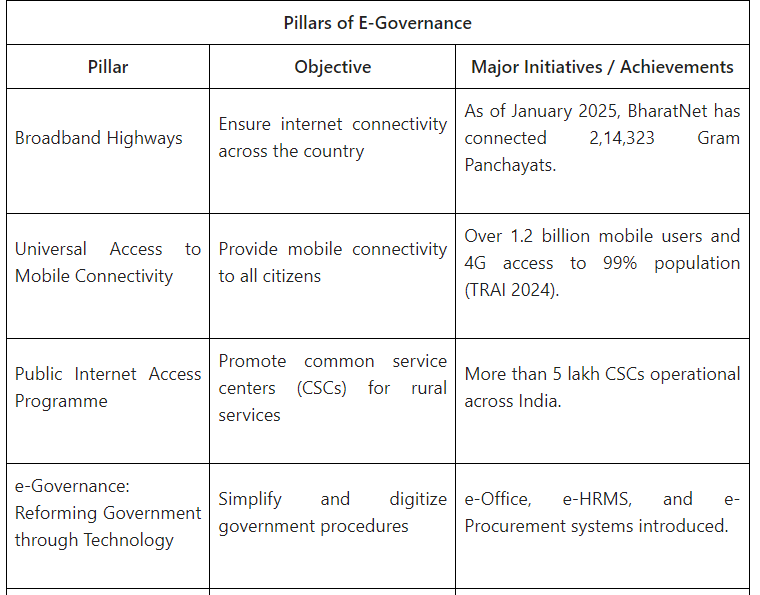 Pillars of E-Governance
Pillar
Objective
Major Initiatives / Achievements
Broadband Highways
Ensure internet connectivity
across the country
As of January 2025, BharatNet has
connected 2,14,323 Gram
Panchayats.
Universal Access to
Mobile Connectivity
Provide mobile connectivity
to all citizens
Over 1.2 billion mobile users and
4G access to 99% population
(TRAI 2024).
Public Internet Access
Programme
Promote common service
centers (CSCs) for rural
services
More than 5 lakh CSCs operational
across India.
e-Governance:
Reforming Government
through Technology
Simplify and digitize
government procedures
e-Office, e-HRMS, and e-
Procurement systems introduced.